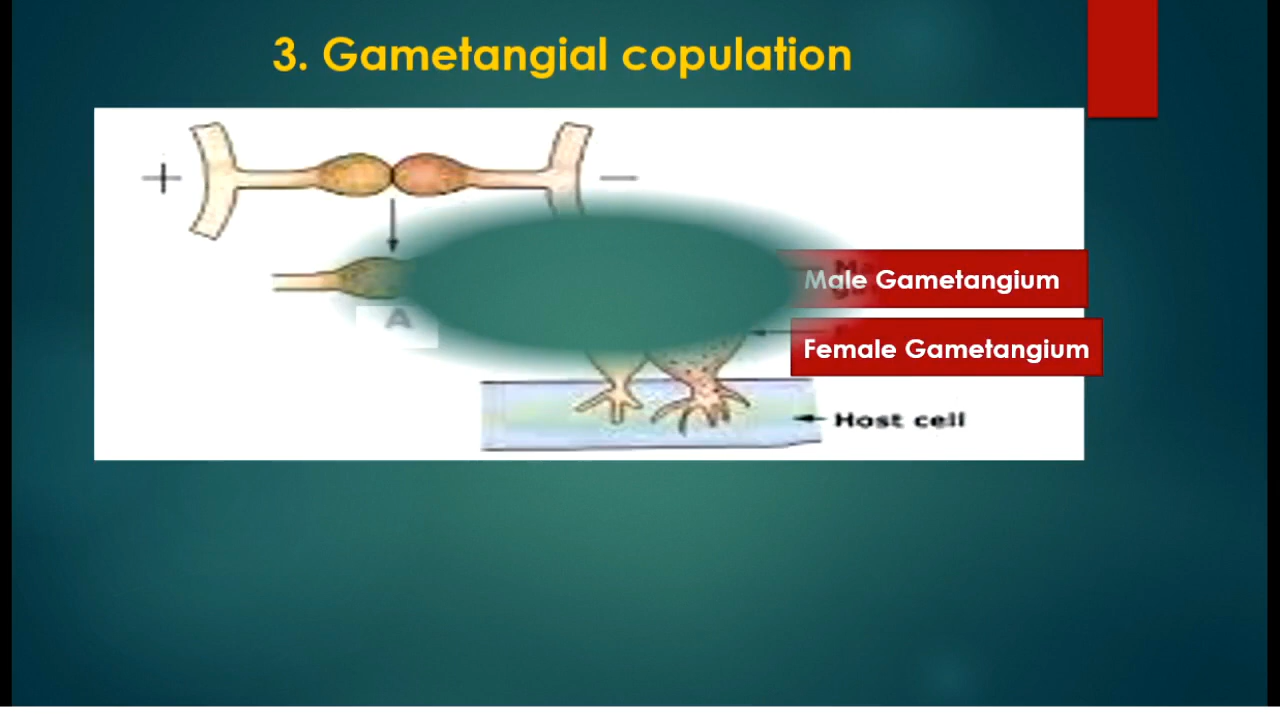 3. Gametangial copulation
+
−
Male Gametangium
A
Female Gametangium
Host cell